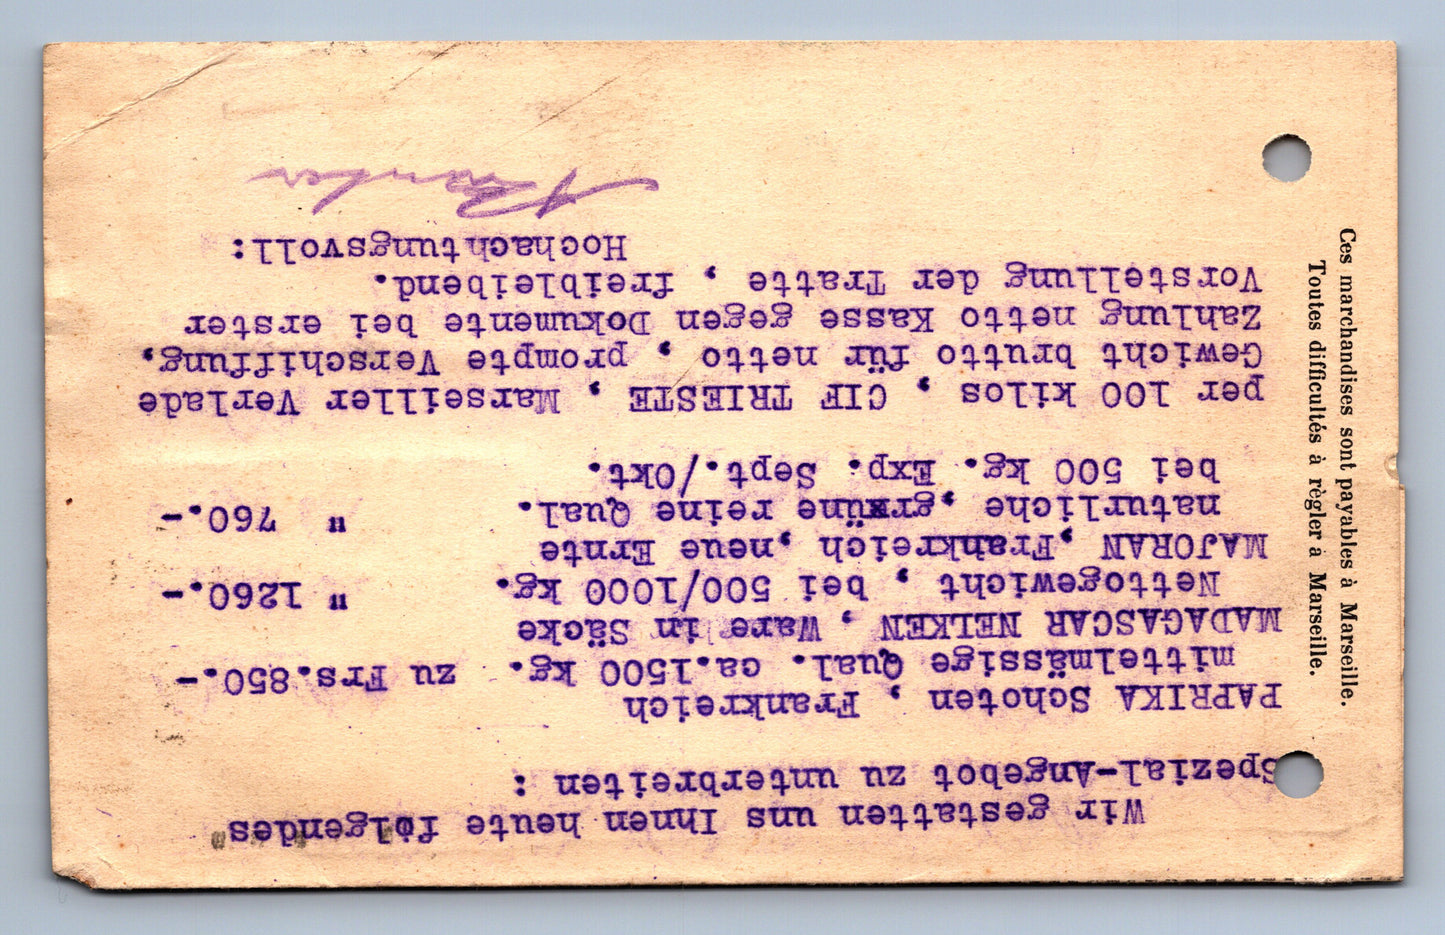 Wir gestatten uns Ihnen heute folgendes
Spezial-Angebot zu unterbreiten :
PAPRIKA Schoten , Frankreich
mittelmässige Qual. ca.1500 kg. zu Frs.850.-
MADAGASCAR NELKEN , Ware in Säcke
Nettogewicht , bei 500/1000 kg. " 1260.-
MAJORAN ,Frankreich,neue Ernte
naturliche ,grüne reine Qual. " 760.-
bei 500 kg. Exp. Sept./Okt.
per 100 kilos , CIF TRIESTE , Marseiller Verlade
Gewicht brutto für netto , prompte Verschiffung,
Zahlung netto Kasse gegen Dokumente bei erster
Vorstellung der Tratte , freibleibend.
Hochachtungsvoll:
Ces marchandises sont payables à Marseille.
Toutes difficultés à règler à Marseille.